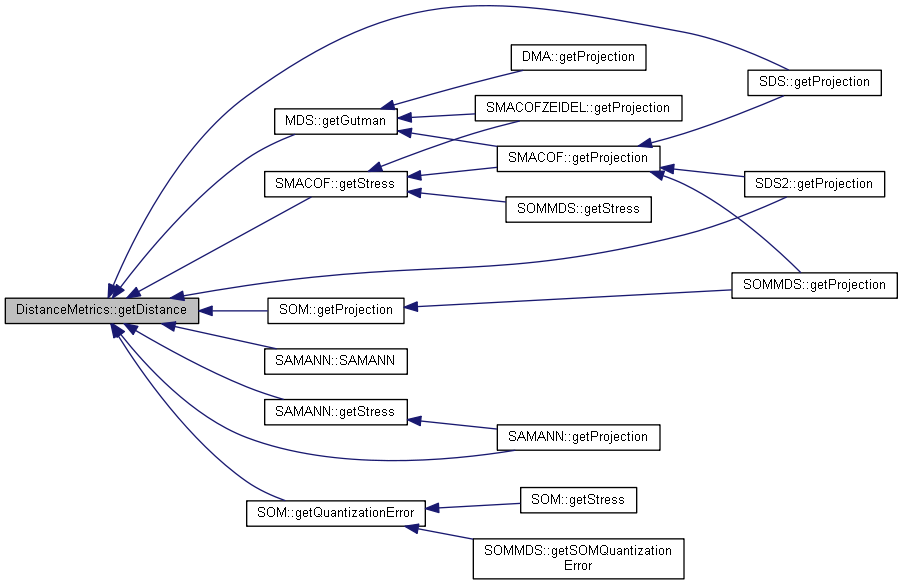 DMA::getProjection
SDS::getProjection
SMACOFZEIDEL::getProjection
MDS::getGutman
SMACOF::getProjection
SMACOF::getStress
SDS2::getProjection
SOMMDS::getStress
SOMMDS::getProjection
DistanceMetrics::getDistance
SOM::getProjection
SAMANN::SAMANN
SAMANN::getStress
SAMANN::getProjection
SOM::getStress
SOM::getQuantizationError
SOMMDS::getSOMQuantization
Error